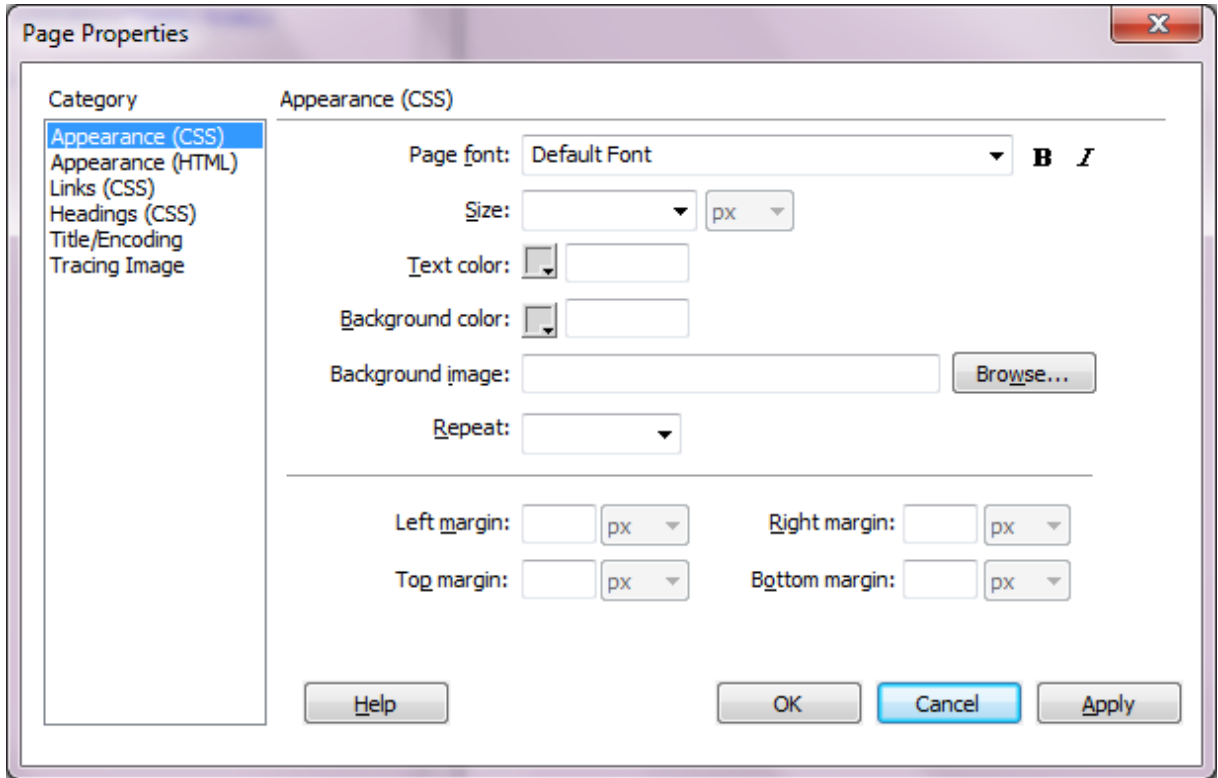 Page Properties
Category
Appearance (CSS)
Appearance (HTML)
Links (CSS)
Headings (CSS)
Title/Encoding
Tracing Image
Appearance (CSS)
Page font: Default Font B I
Size: px
Text color:
Background color:
Background image: Browse...
Repeat:
Left margin: px Right margin: px
Top margin: px Bottom margin: px
Help OK Cancel Apply